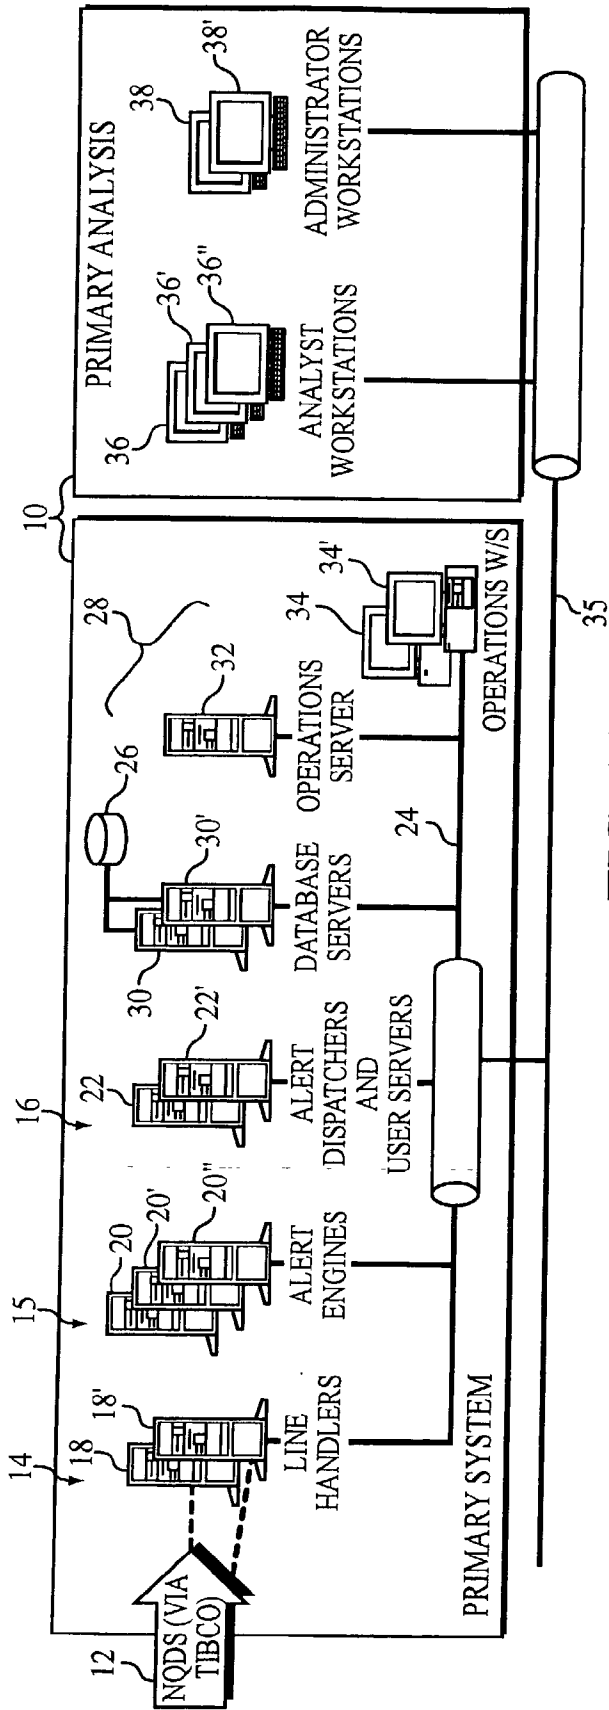 10
PRIMARY ANALYSIS
36
36'
36"
ANALYST
WORKSTATIONS
38
38'
ADMINISTRATOR
WORKSTATIONS
12
NQDS (VIA
TIBCO)
14
18
18'
LINE
HANDLERS
15
20
20'
20"
ALERT
ENGINES
16
22
22'
ALERT
DISPATCHERS
AND
USER SERVERS
26
30
30'
DATABASE
SERVERS
28
32
OPERATIONS
SERVER
34
34'
OPERATIONS W/S
24
PRIMARY SYSTEM
35